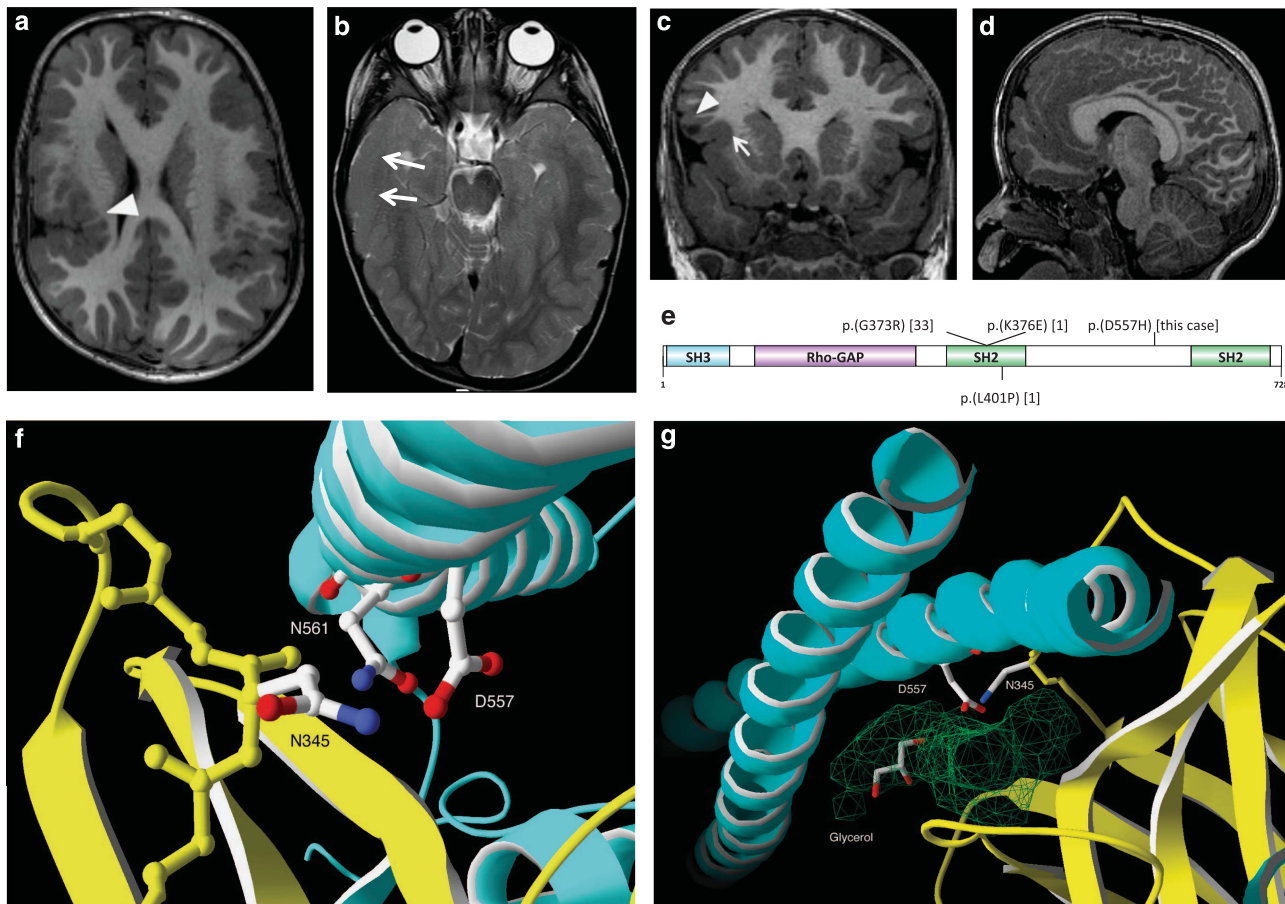 a
b
c
d
e
p.(G373R) [33]
p.(K376E) [1]
p.(D557H) [this case]
SH3
Rho-GAP
SH2
SH2
1
728
p.(L401P) [1]
f
N561
D557
N345
g
D557
N345
Glycerol